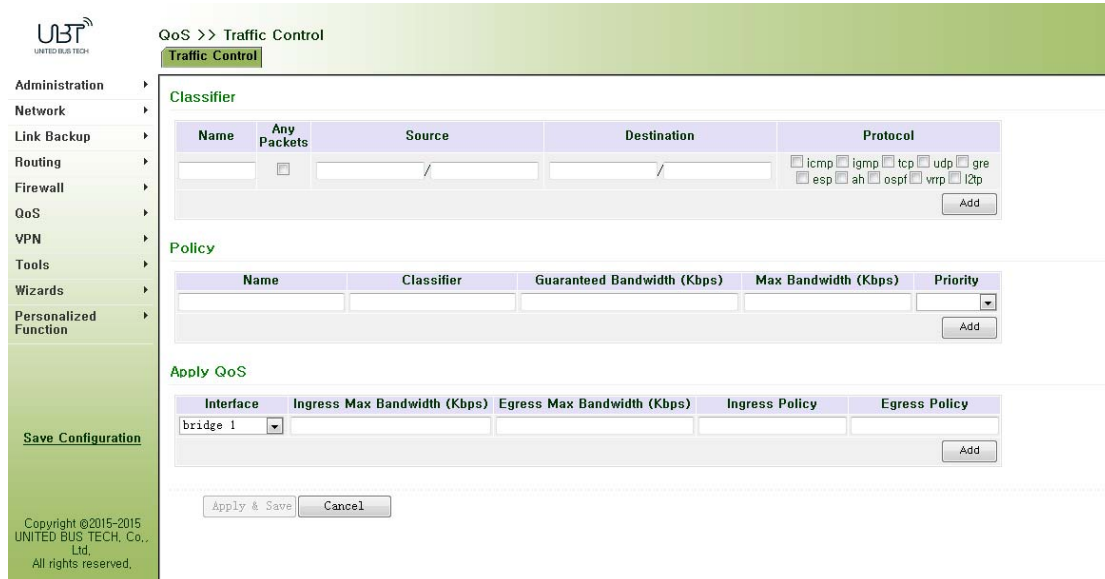 UBT
UNITED BUS TECH
QoS >> Traffic Control
Traffic Control
Administration
Network
Link Backup
Routing
Firewall
QoS
VPN
Tools
Wizards
Personalized
Function
Save Configuration
Copyright ©2015-2015
UNITED BUS TECH. Co.,
Ltd.
All rights reserved.
Classifier
Name Any Packets Source Destination Protocol
/ / icmp igmp tcp udp gre
esp ah ospf vrrp l2tp
Add
Policy
Name Classifier Guaranteed Bandwidth (Kbps) Max Bandwidth (Kbps) Priority
Add
Apply QoS
Interface Ingress Max Bandwidth (Kbps) Egress Max Bandwidth (Kbps) Ingress Policy Egress Policy
bridge 1
Add
Apply & Save Cancel